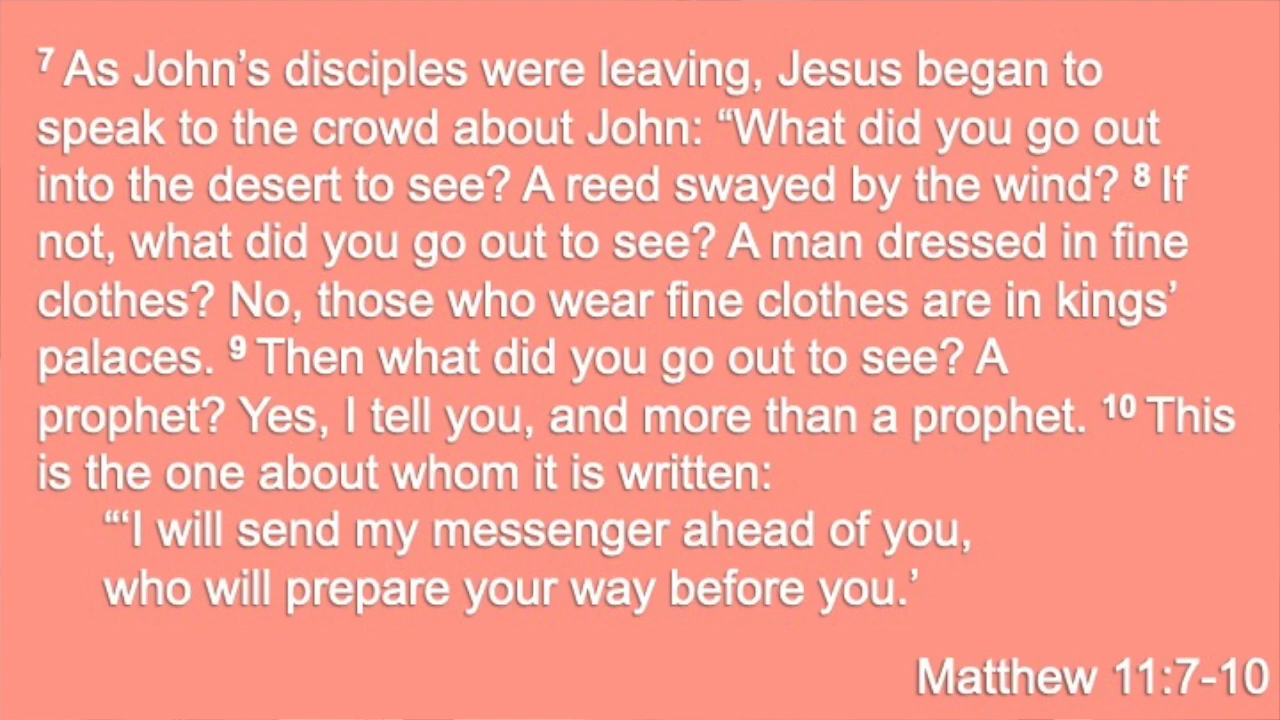 7 As John’s disciples were leaving, Jesus began to
speak to the crowd about John: “What did you go out
into the desert to see? A reed swayed by the wind? 8 If
not, what did you go out to see? A man dressed in fine
clothes? No, those who wear fine clothes are in kings’
palaces. 9 Then what did you go out to see? A
prophet? Yes, I tell you, and more than a prophet. 10 This
is the one about whom it is written:
“‘I will send my messenger ahead of you,
who will prepare your way before you.’
Matthew 11:7-10